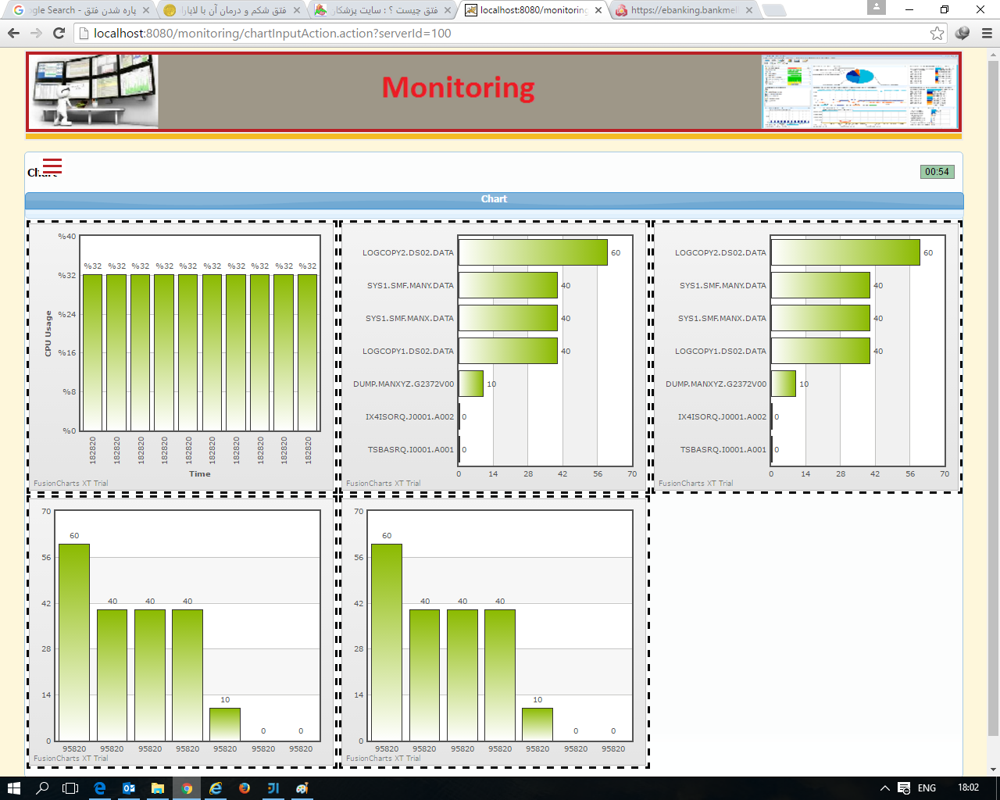 ogle Search - پاره شدن فتق
فتق شکم و درمان آن با لاپارا
فتق چیست ؟ : سایت پزشکان
localhost:8080/monitoring
https://ebanking.bankmell
localhost:8080/monitoring/chartInputAction.action?serverId=100
Monitoring
Chart
00:54
Chart
%40
%32
%24
%16
%8
%0
CPU Usage
%32 %32 %32 %32 %32 %32 %32 %32 %32 %32
182820 182820 182820 182820 182820 182820 182820 182820 182820 182820
Time
FusionCharts XT Trial
LOGCOPY2.DS02.DATA 60
SYS1.SMF.MANY.DATA 40
SYS1.SMF.MANX.DATA 40
LOGCOPY1.DS02.DATA 40
DUMP.MANXYZ.G2372V00 10
IX4ISORQ.J0001.A002 0
TSBASRQ.I0001.A001 0
0 14 28 42 56 70
FusionCharts XT Trial
LOGCOPY2.DS02.DATA 60
SYS1.SMF.MANY.DATA 40
SYS1.SMF.MANX.DATA 40
LOGCOPY1.DS02.DATA 40
DUMP.MANXYZ.G2372V00 10
IX4ISORQ.J0001.A002 0
TSBASRQ.I0001.A001 0
0 14 28 42 56 70
FusionCharts XT Trial
70
56
42
28
14
0
60 40 40 40 10 0 0
95820 95820 95820 95820 95820 95820 95820
FusionCharts XT Trial
70
56
42
28
14
0
60 40 40 40 10 0 0
95820 95820 95820 95820 95820 95820 95820
FusionCharts XT Trial
ENG
18:02